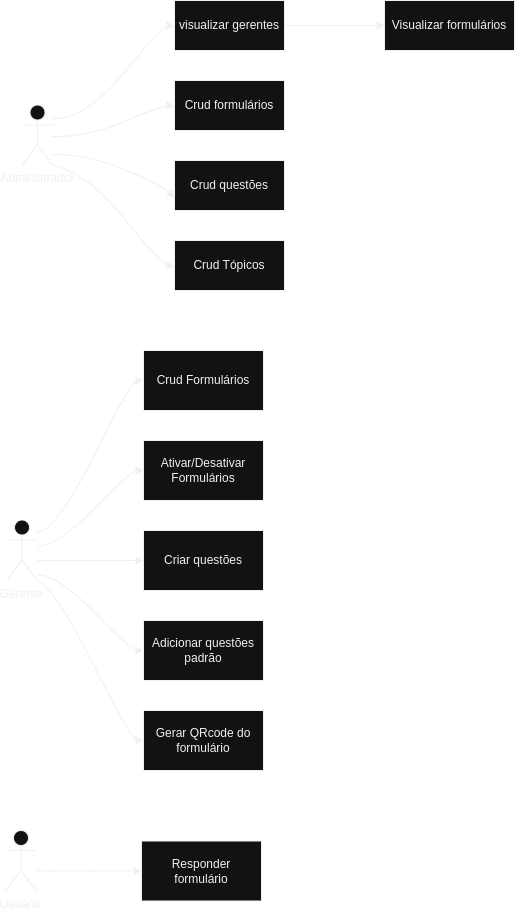 visualizar gerentes
Visualizar formulários
Crud formulários
Administrador
Crud questões
Crud Tópicos
Crud Formulários
Ativar/Desativar
Formulários
Criar questões
Gerente
Adicionar questões
padrão
Gerar QRcode do
formulário
Responder
formulário
Usuário